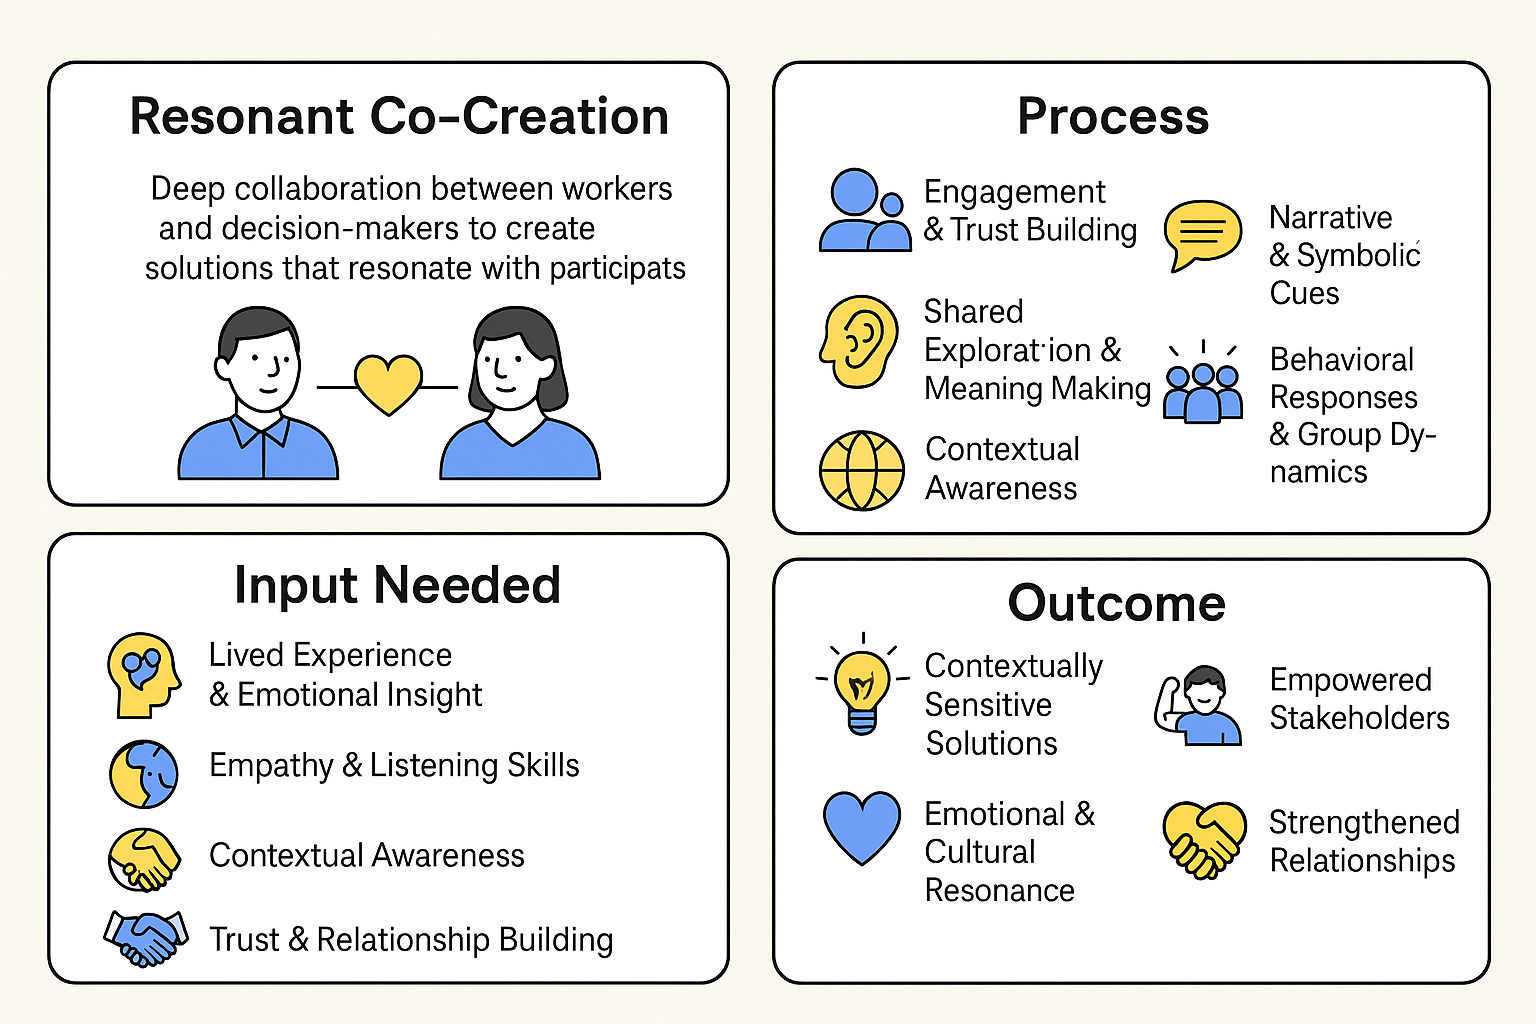 Resonant Co-Creation
Deep collaboration between workers
and decision-makers to create
solutions that resonate with participats
Process
Engagement
& Trust Building
Shared
Exploration &
Meaning Making
Contextual
Awareness
Narrative
& Symbolic
Cues
Behavioral
Responses
& Group Dy-
namics
Input Needed
Lived Experience
& Emotional Insight
Empathy & Listening Skills
Contextual Awareness
Trust & Relationship Building
Outcome
Contextually
Sensitive
Solutions
Emotional &
Cultural
Resonance
Empowered
Stakeholders
Strengthened
Relationships